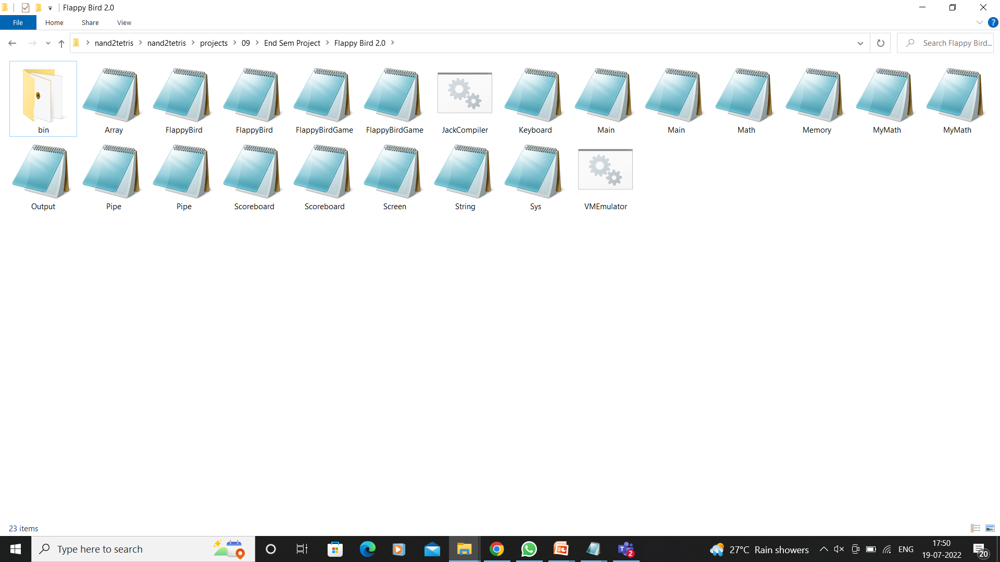 Flappy Bird 2.0
File Home Share View
nand2tetris nand2tetris projects 09 End Sem Project Flappy Bird 2.0 Search Flappy Bird...
bin Array FlappyBird FlappyBird FlappyBirdGame FlappyBirdGame JackCompiler Keyboard Main Main Math Memory MyMath MyMath
Output Pipe Pipe Scoreboard Scoreboard Screen String Sys VMEmulator
23 items
Type here to search 2 27°C Rain showers ENG 17:50
19-07-2022 20